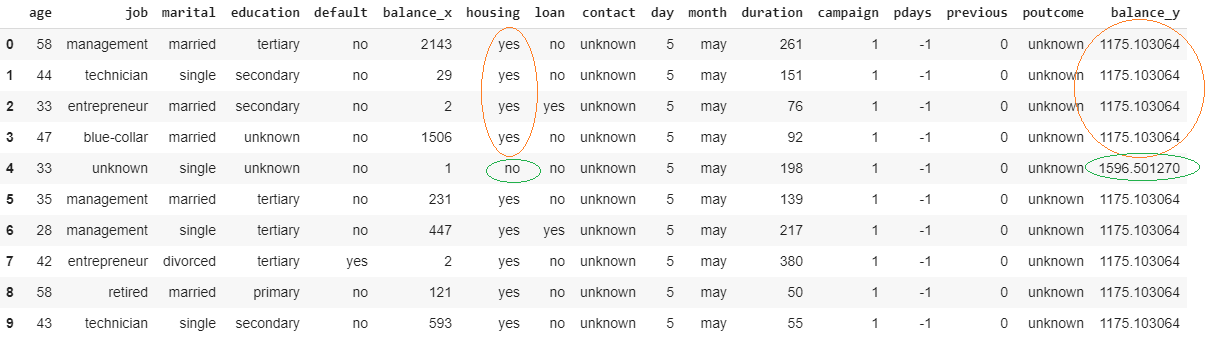 age job marital education default balance_x housing loan contact day month duration campaign pdays previous poutcome balance_y
0 58 management married tertiary no 2143 yes no unknown 5 may 261 1 -1 0 unknown 1175.103064
1 44 technician single secondary no 29 yes no unknown 5 may 151 1 -1 0 unknown 1175.103064
2 33 entrepreneur married secondary no 2 yes yes unknown 5 may 76 1 -1 0 unknown 1175.103064
3 47 blue-collar married unknown no 1506 yes no unknown 5 may 92 1 -1 0 unknown 1175.103064
4 33 unknown single unknown no 1 no no unknown 5 may 198 1 -1 0 unknown 1596.501270
5 35 management married tertiary no 231 yes no unknown 5 may 139 1 -1 0 unknown 1175.103064
6 28 management single tertiary no 447 yes yes unknown 5 may 217 1 -1 0 unknown 1175.103064
7 42 entrepreneur divorced tertiary yes 2 yes no unknown 5 may 380 1 -1 0 unknown 1175.103064
8 58 retired married primary no 121 yes no unknown 5 may 50 1 -1 0 unknown 1175.103064
9 43 technician single secondary no 593 yes no unknown 5 may 55 1 -1 0 unknown 1175.103064